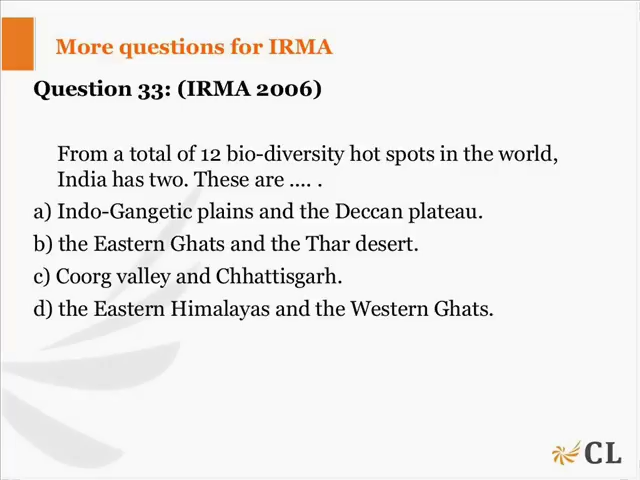 More questions for IRMA
Question 33: (IRMA 2006)
From a total of 12 bio-diversity hot spots in the world,
India has two. These are .... .
a) Indo-Gangetic plains and the Deccan plateau.
b) the Eastern Ghats and the Thar desert.
c) Coorg valley and Chhattisgarh.
d) the Eastern Himalayas and the Western Ghats.
CL